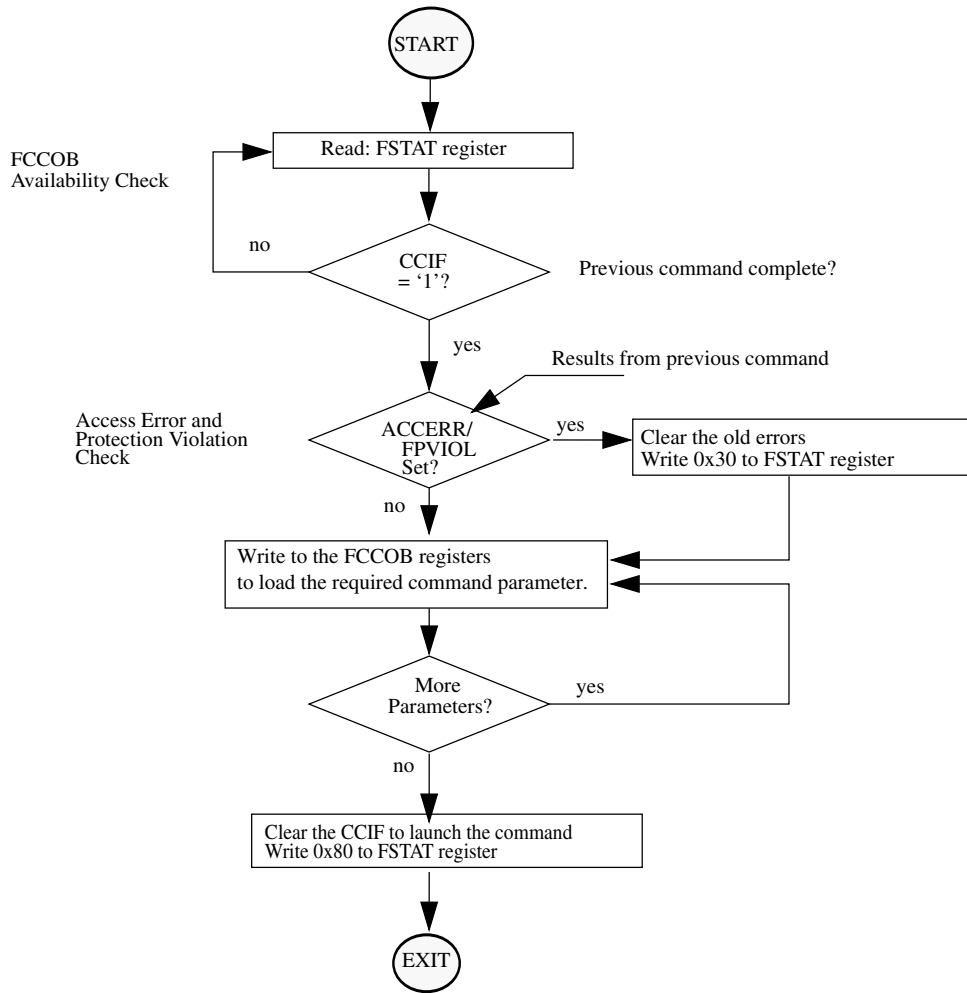 START
Read: FSTAT register
FCCOB
Availability Check
no
CCIF
= ‘1’?
Previous command complete?
yes
Results from previous command
Access Error and
Protection Violation
Check
ACCERR/
FPVIOL
Set?
yes
Clear the old errors
Write 0x30 to FSTAT register
no
Write to the FCCOB registers
to load the required command parameter.
More
Parameters?
yes
no
Clear the CCIF to launch the command
Write 0x80 to FSTAT register
EXIT